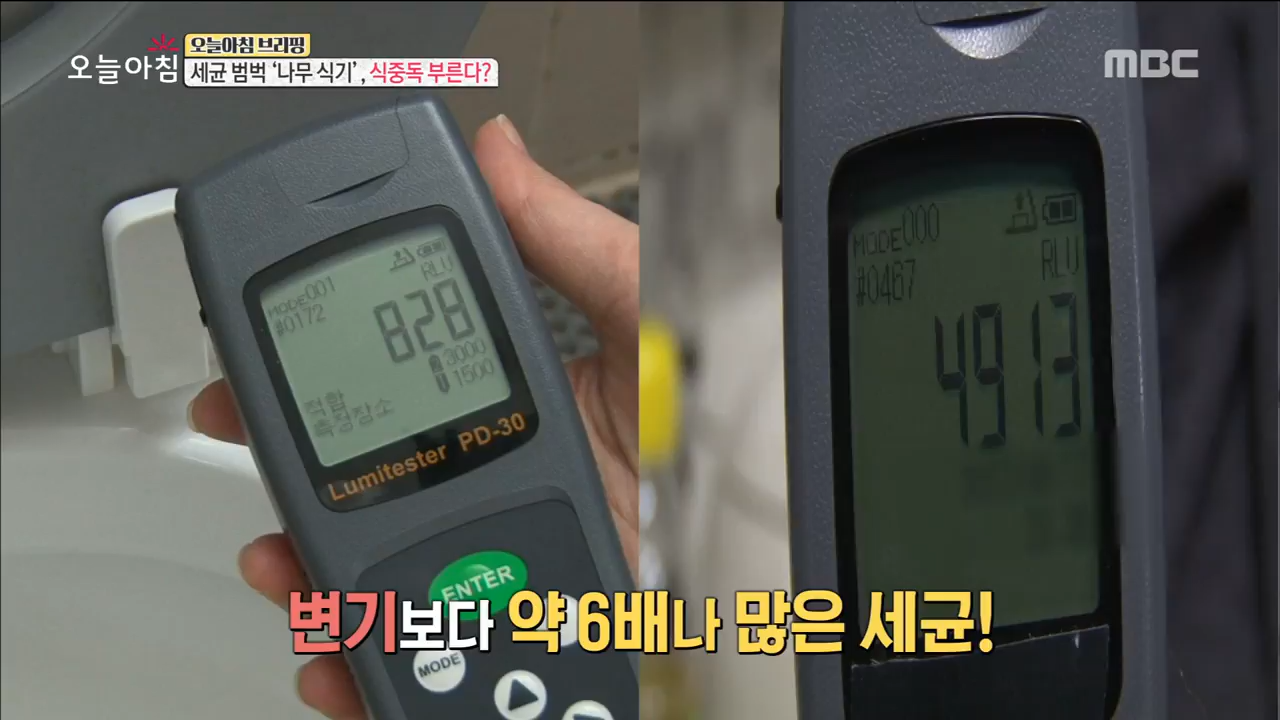 오늘아침
오늘아침 브리핑
세균 범벅 '나무 식기', 식중독 부른다?
MBC
MODE001
RLU
#0172
828
3000
1500
적합
측정장소
Lumitester PD-30
ENTER
MODE
MODE000
RLU
#0467
4913
변기보다 약 6배나 많은 세균!